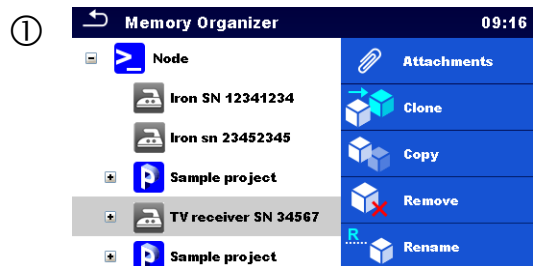 ①
Memory Organizer 09:16
Node
Attachments
Iron SN 12341234
Clone
Iron sn 23452345
Copy
Sample project
Remove
TV receiver SN 34567
R
Rename
Sample project